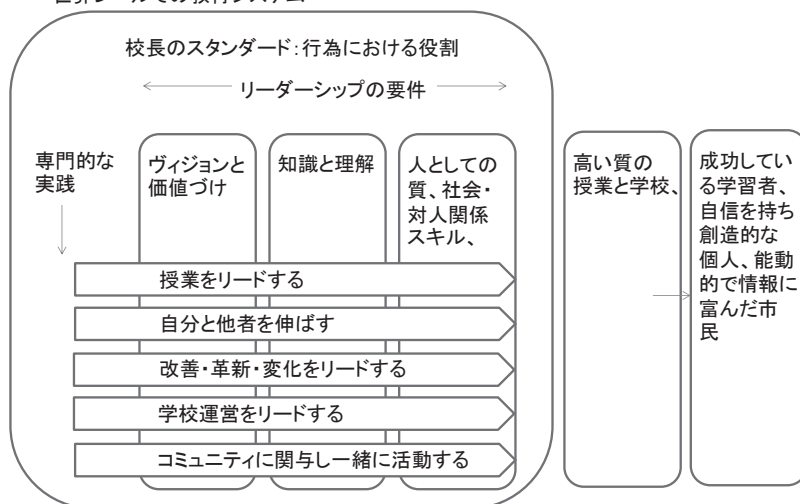 校長のスタンダード:行為における役割
リーダーシップの要件
専門的な
実践
ヴィジョンと
価値づけ
知識と理解
人としての
質、社会・
対人関係
スキル、
高い質の
授業と学校、
成功してい
る学習者、
自信を持ち
創造的な
個人、能動
的で情報に
富んだ市
民
授業をリードする
自分と他者を伸ばす
改善・革新・変化をリードする
学校運営をリードする
コミュニティに関与し一緒に活動する